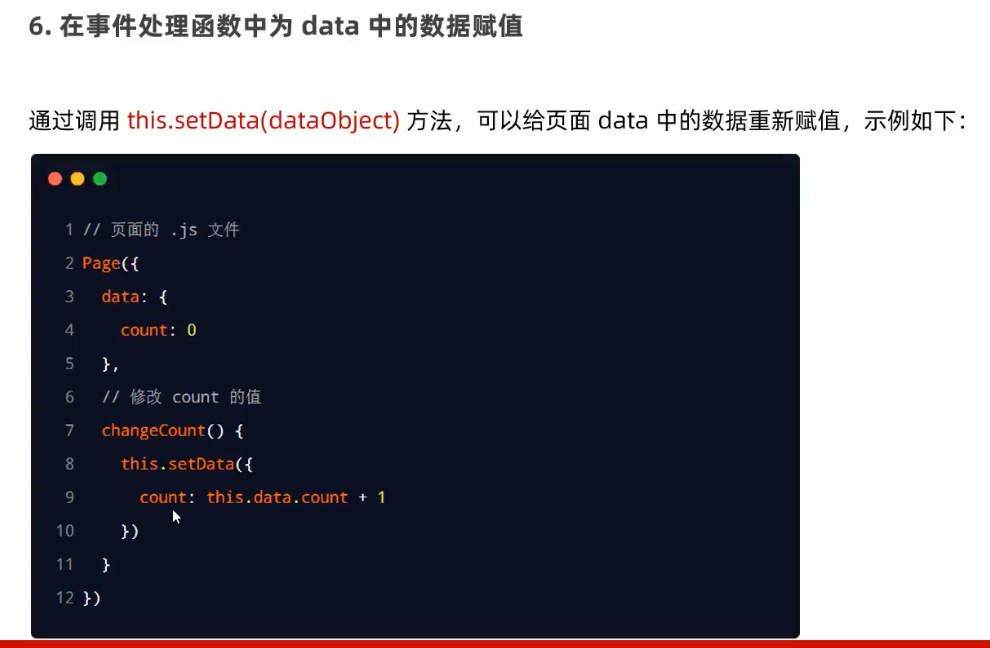 6. 在事件处理函数中为 data 中的数据赋值
通过调用 this.setData(dataObject) 方法，可以给页面 data 中的数据重新赋值，示例如下：
1 // 页面的 .js 文件
2 Page({
3   data: {
4     count: 0
5   },
6   // 修改 count 的值
7   changeCount() {
8     this.setData({
9       count: this.data.count + 1
10     })
11   }
12 })